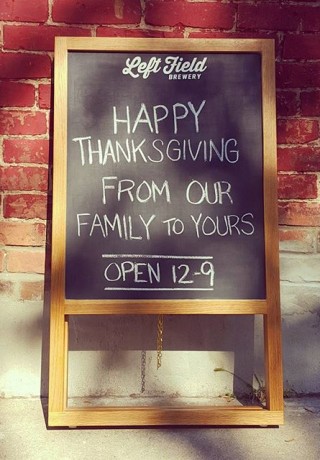 Left Field
BREWERY
HAPPY
THANKSGIVING
FROM OUR
FAMILY TO YOURS
OPEN 12-9